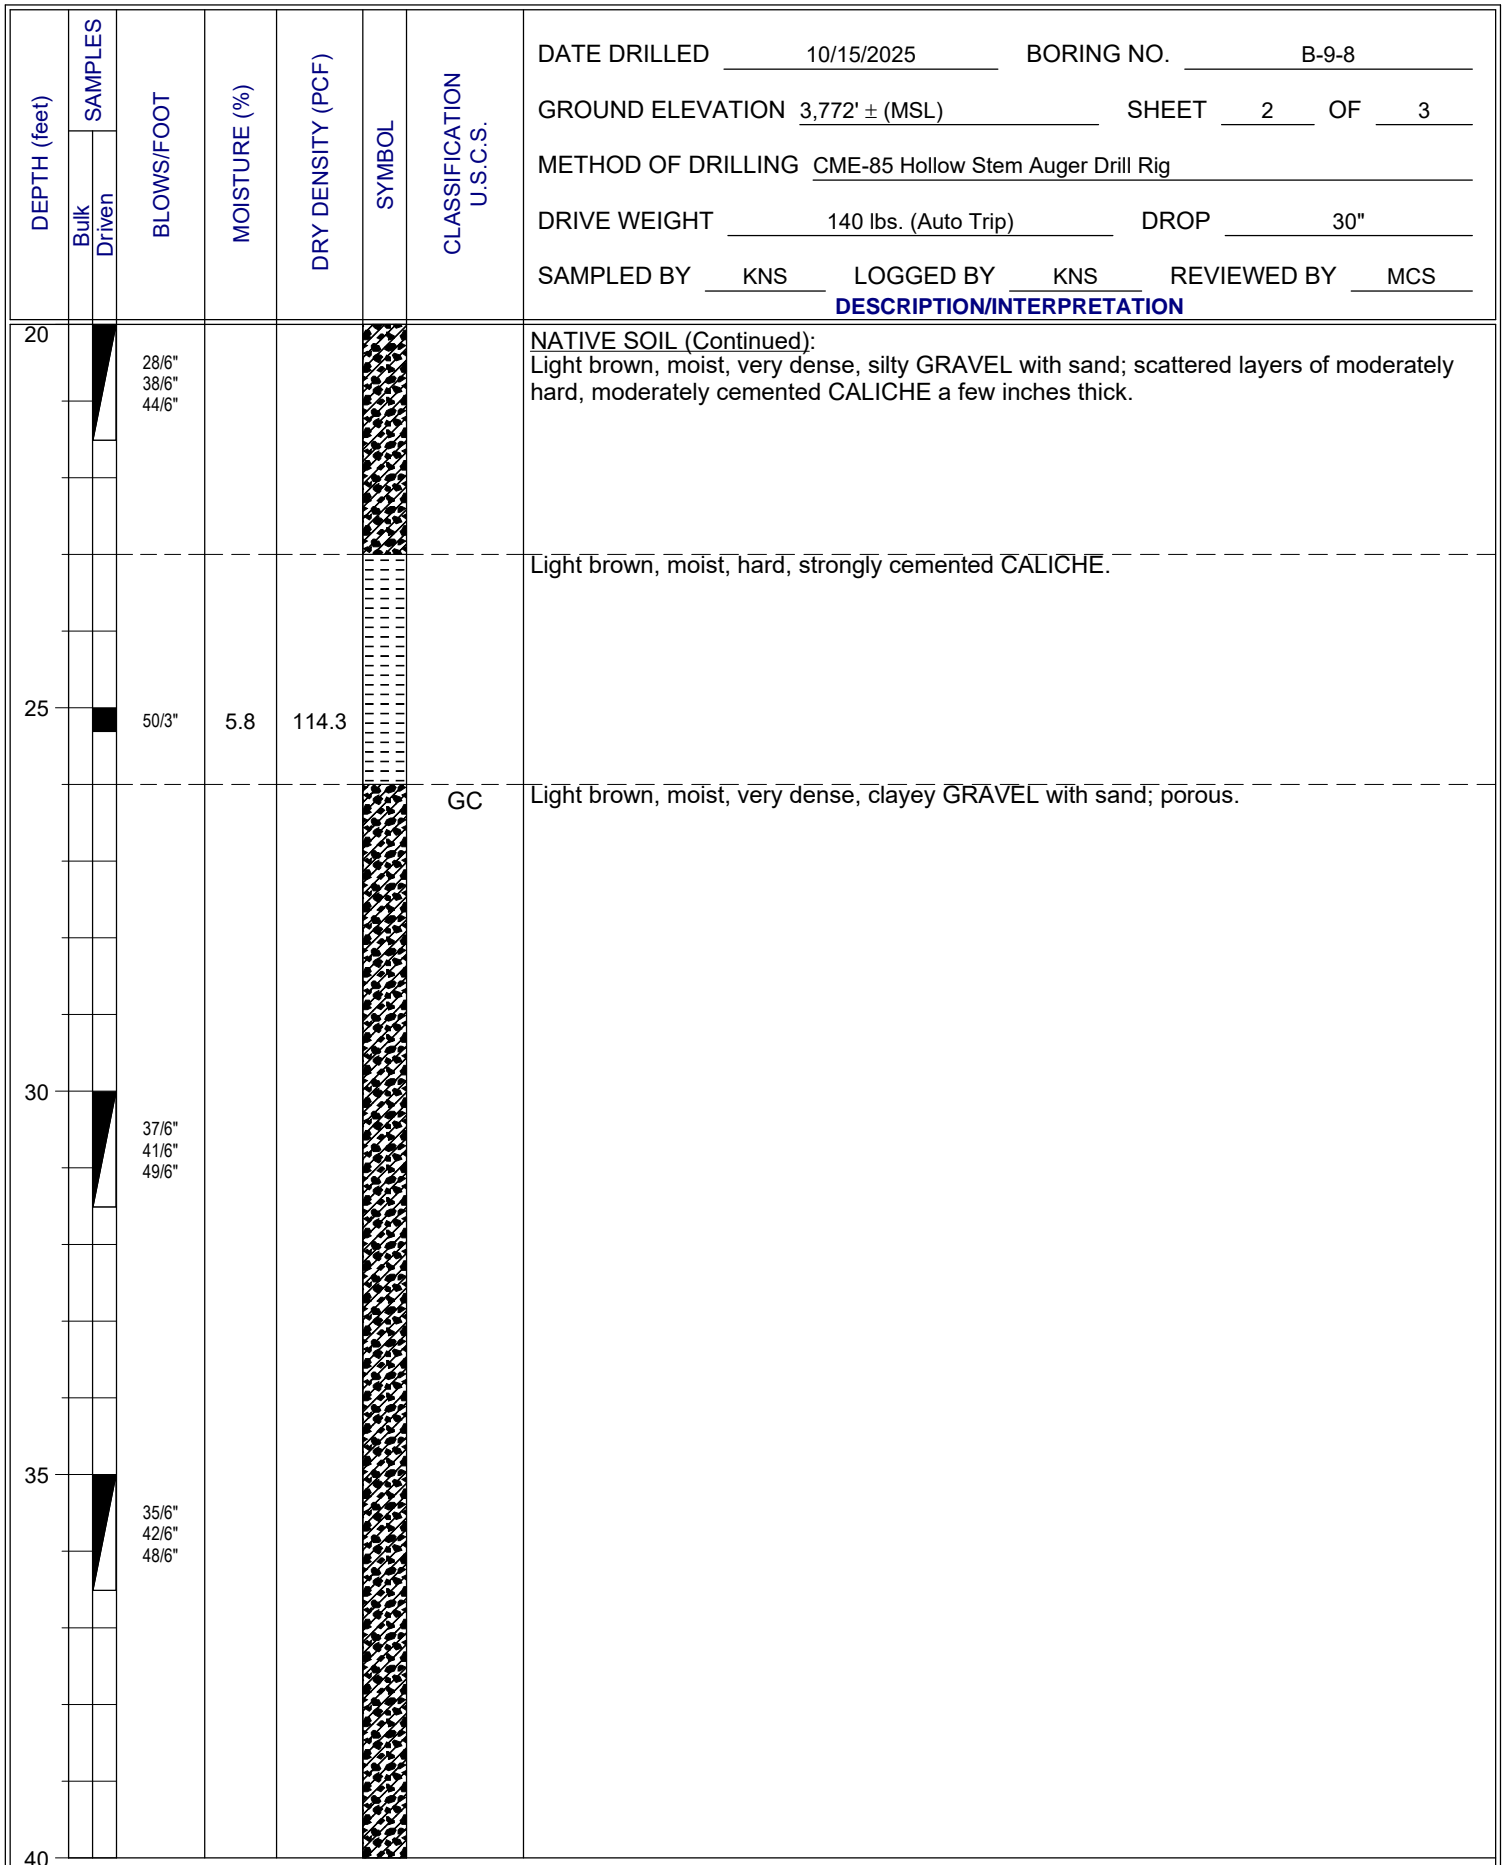 DEPTH (feet)
SAMPLES
Bulk
Driven
BLOWS/FOOT
MOISTURE (%)
DRY DENSITY (PCF)
SYMBOL
CLASSIFICATION
U.S.C.S.
DATE DRILLED 10/15/2025 BORING NO. B-9-8
GROUND ELEVATION 3,772' ± (MSL) SHEET 2 OF 3
METHOD OF DRILLING CME-85 Hollow Stem Auger Drill Rig
DRIVE WEIGHT 140 lbs. (Auto Trip) DROP 30"
SAMPLED BY KNS LOGGED BY KNS REVIEWED BY MCS
DESCRIPTION/INTERPRETATION
20
28/6"
38/6"
44/6"
NATIVE SOIL (Continued):
Light brown, moist, very dense, silty GRAVEL with sand; scattered layers of moderately
hard, moderately cemented CALICHE a few inches thick.
Light brown, moist, hard, strongly cemented CALICHE.
25 50/3" 5.8 114.3
GC Light brown, moist, very dense, clayey GRAVEL with sand; porous.
30
37/6"
41/6"
49/6"
35
35/6"
42/6"
48/6"
40